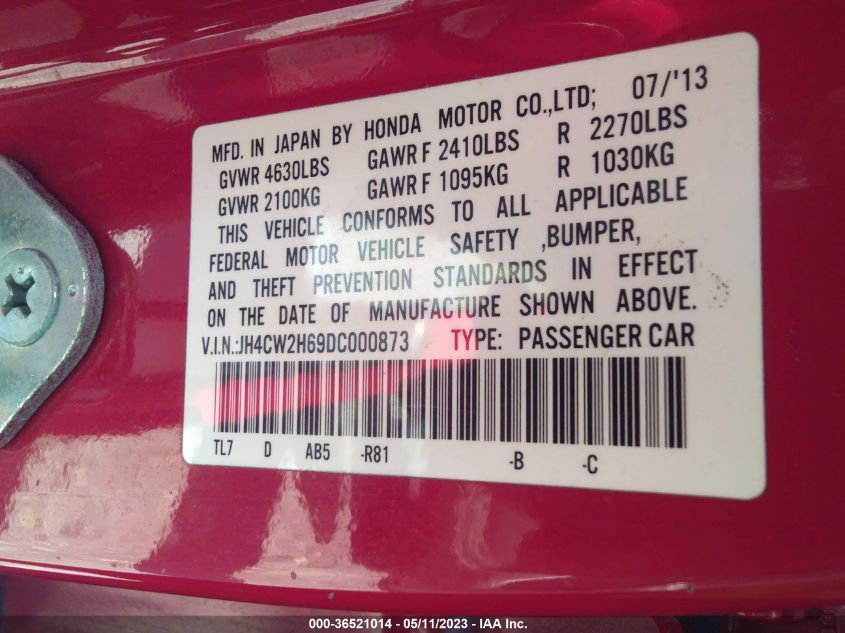 MFD. IN JAPAN BY HONDA MOTOR CO.,LTD; 07/'13
GVWR 4630LBS GAWR F 2410LBS R 2270LBS
GVWR 2100KG GAWR F 1095KG R 1030KG
THIS VEHICLE CONFORMS TO ALL APPLICABLE
FEDERAL MOTOR VEHICLE SAFETY ,BUMPER,
AND THEFT PREVENTION STANDARDS IN EFFECT
ON THE DATE OF MANUFACTURE SHOWN ABOVE.
V.I.N.:JH4CW2H69DC000873 TYPE: PASSENGER CAR
TL7 D AB5 -R81 -B -C
000-36521014 - 05/11/2023 - IAA Inc.